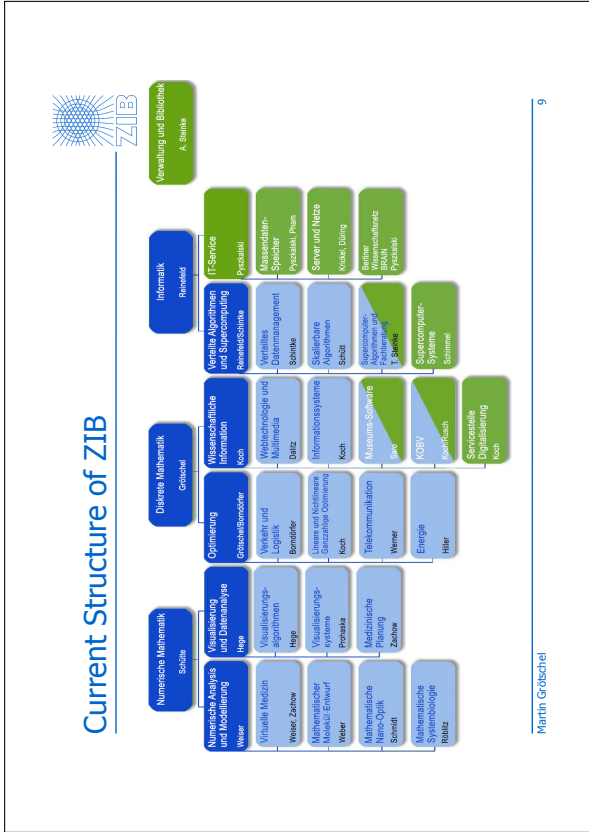 Current Structure of ZIB
ZIB
Numerische Mathematik
Schütte
Diskrete Mathematik
Grötschel
Informatik
Reinefeld
Verwaltung und Bibliothek
A. Steinke
Numerische Analysis
und Modellierung
Weiser
Visualisierung
und Datenanalyse
Hege
Optimierung
Grötschel/Borndörfer
Wissenschaftliche
Information
Koch
Verteilte Algorithmen
und Supercomputing
Reinefeld/Schintke
IT-Service
Pyszkalski
Virtuelle Medizin
Weiser, Zachow
Visualisierungs-
algorithmen
Hege
Verkehr und
Logistik
Borndörfer
Webtechnologie und
Multimedia
Dalitz
Verteiltes
Datenmanagement
Schintke
Massendaten-
Speicher
Pyszkalski, Pham
Mathematischer
Molekül-Entwurf
Weber
Visualisierungs-
systeme
Prohaska
Lineare und Nichtlineare
Ganzzahlige Optimierung
Koch
Informationssysteme
Koch
Skalierbare
Algorithmen
Schütt
Server und Netze
Krickel, Düring
Mathematische
Nano-Optik
Schmidt
Medizinische
Planung
Zachow
Telekommunikation
Werner
Museums-Software
Saro
Supercomputer-
Algorithmen und
Fachberatung
T. Steinke
Berliner
Wissenschaftsnetz
BRAIN
Pyszkalski
Mathematische
Systembiologie
Röblitz
Energie
Hiller
KOBV
Koch/Rusch
Supercomputer-
Systeme
Schimmel
Servicestelle
Digitalisierung
Koch
Martin Grötschel
9